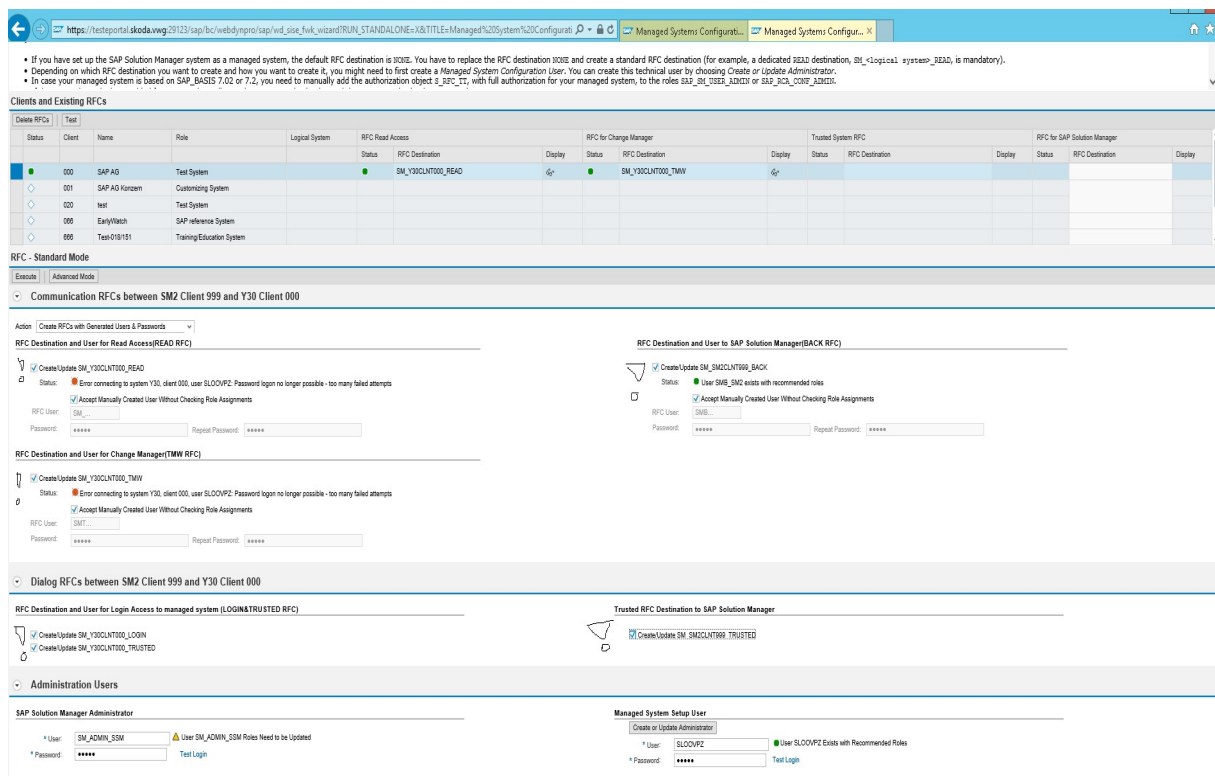 https://testeportal.skoda.vwg:29123/sap/bc/webdynpro/sap/wd_sise_fwk_wizard?RUN_STANDALONE=X&TITLE=Managed%20System%20Configurati
Managed Systems Configurati...
Managed Systems Configur... ×
• If you have set up the SAP Solution Manager system as a managed system, the default RFC destination is NONE. You have to replace the RFC destination NONE and create a standard RFC destination (for example, a dedicated READ destination, SM_<logical system>_READ, is mandatory).
• Depending on which RFC destination you want to create and how you want to create it, you might need to first create a Managed System Configuration User. You can create this technical user by choosing Create or Update Administrator.
• In case your managed system is based on SAP_BASIS 7.02 or 7.2, you need to manually add the authorization object S_RFC_TT, with full authorization for your managed system, to the roles SAP_SM_USER_ADMIN or SAP_RCA_CONF_ADMIN.
Clients and Existing RFCs
Delete RFCs Test
Status Client Name Role Logical System RFC Read Access RFC for Change Manager Trusted System RFC RFC for SAP Solution Manager
Status RFC Destination Display Status RFC Destination Display Status RFC Destination Display Status RFC Destination Display
000 SAP AG Test System SM_Y30CLNT000_READ SM_Y30CLNT000_TMW
001 SAP AG Konzern Customizing System
020 test Test System
066 EarlyWatch SAP reference System
666 Test-018/151 Training/Education System
RFC - Standard Mode
Execute Advanced Mode
Communication RFCs between SM2 Client 999 and Y30 Client 000
Action Create RFCs with Generated Users & Passwords
RFC Destination and User for Read Access(READ RFC)
Create/Update SM_Y30CLNT000_READ
Status: Error connecting to system Y30, client 000, user SLOOVPZ: Password logon no longer possible - too many failed attempts
Accept Manually Created User Without Checking Role Assignments
RFC User: SM_...
Password: ***** Repeat Password: *****
RFC Destination and User to SAP Solution Manager(BACK RFC)
Create/Update SM_SM2CLNT999_BACK
Status: User SMB_SM2 exists with recommended roles
Accept Manually Created User Without Checking Role Assignments
RFC User: SMB...
Password: ***** Repeat Password: *****
RFC Destination and User for Change Manager(TMW RFC)
Create/Update SM_Y30CLNT000_TMW
Status: Error connecting to system Y30, client 000, user SLOOVPZ: Password logon no longer possible - too many failed attempts
Accept Manually Created User Without Checking Role Assignments
RFC User: SMT...
Password: ***** Repeat Password: *****
Dialog RFCs between SM2 Client 999 and Y30 Client 000
RFC Destination and User for Login Access to managed system (LOGIN&TRUSTED RFC)
Create/Update SM_Y30CLNT000_LOGIN
Create/Update SM_Y30CLNT000_TRUSTED
Trusted RFC Destination to SAP Solution Manager
Create/Update SM_SM2CLNT999_TRUSTED
Administration Users
SAP Solution Manager Administrator
* User: SM_ADMIN_SSM User SM_ADMIN_SSM Roles Need to be Updated
* Password: ***** Test Login
Managed System Setup User
Create or Update Administrator
* User: SLOOVPZ User SLOOVPZ Exists with Recommended Roles
* Password: ***** Test Login